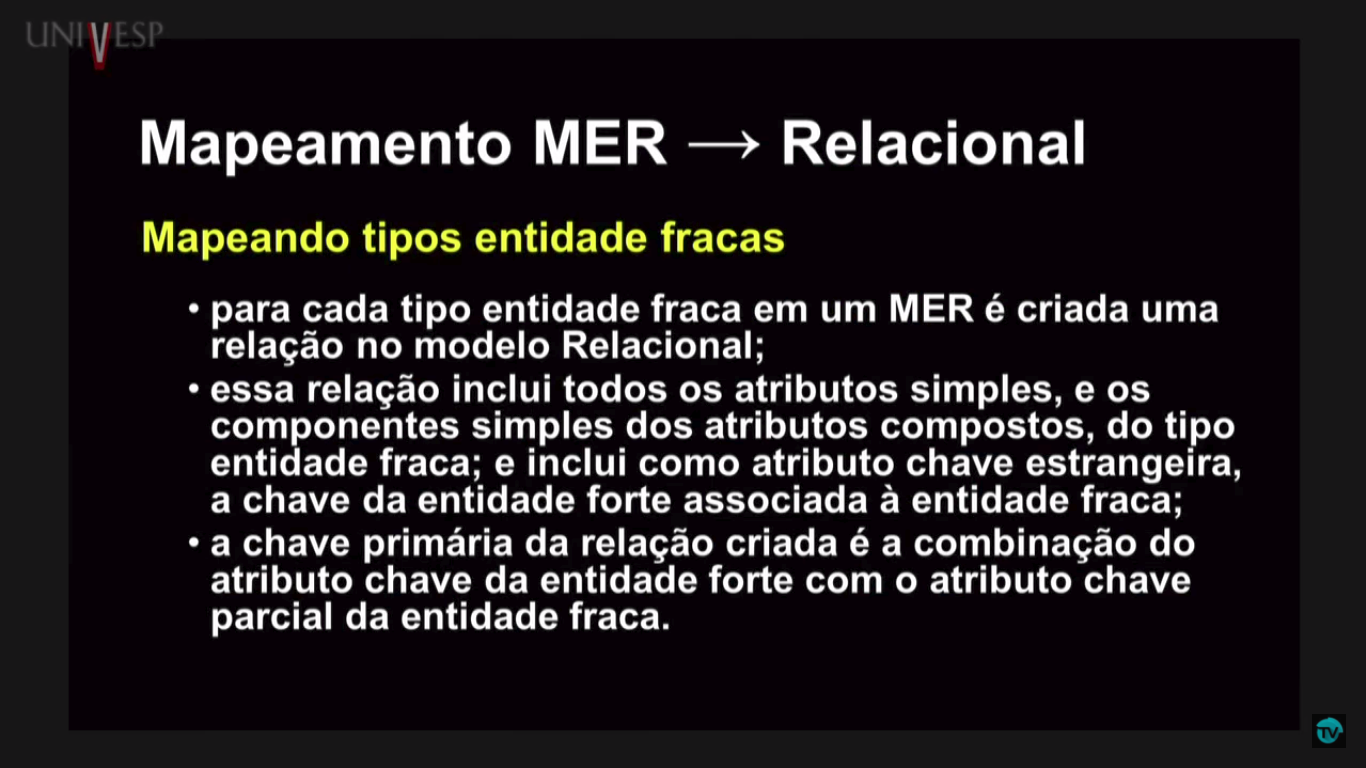 UNIVESP
Mapeamento MER → Relacional
Mapeando tipos entidade fracas
• para cada tipo entidade fraca em um MER é criada uma
relação no modelo Relacional;
• essa relação inclui todos os atributos simples, e os
componentes simples dos atributos compostos, do tipo
entidade fraca; e inclui como atributo chave estrangeira,
a chave da entidade forte associada à entidade fraca;
• a chave primária da relação criada é a combinação do
atributo chave da entidade forte com o atributo chave
parcial da entidade fraca.
TV